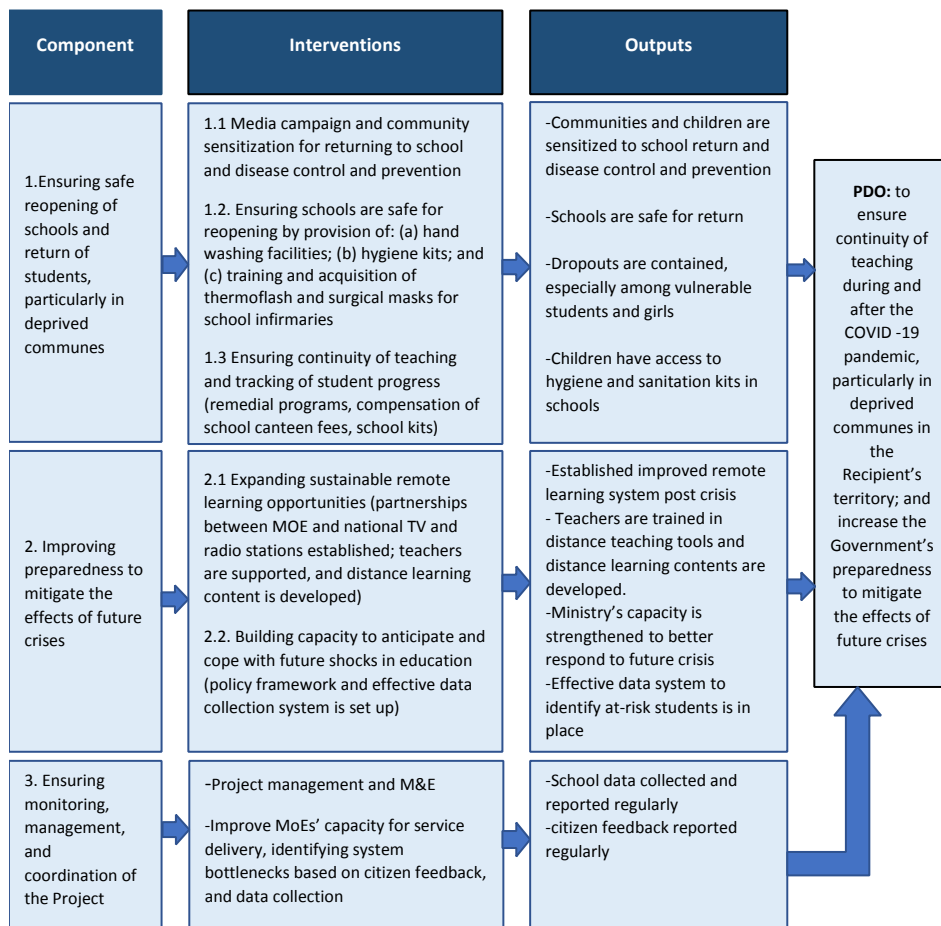 Component
Interventions
Outputs
1.Ensuring safe
reopening of
schools and
return of
students,
particularly in
deprived
communes
1.1 Media campaign and community
sensitization for returning to school
and disease control and prevention
1.2. Ensuring schools are safe for
reopening by provision of: (a) hand
washing facilities; (b) hygiene kits; and
(c) training and acquisition of
thermoflash and surgical masks for
school infirmaries
1.3 Ensuring continuity of teaching
and tracking of student progress
(remedial programs, compensation of
school canteen fees, school kits)
-Communities and children are
sensitized to school return and
disease control and prevention
-Schools are safe for return
-Dropouts are contained,
especially among vulnerable
students and girls
-Children have access to
hygiene and sanitation kits in
schools
2. Improving
preparedness to
mitigate the
effects of future
crises
2.1 Expanding sustainable remote
learning opportunities (partnerships
between MOE and national TV and
radio stations established; teachers
are supported, and distance learning
content is developed)
2.2. Building capacity to anticipate and
cope with future shocks in education
(policy framework and effective data
collection system is set up)
-Established improved remote
learning system post crisis
- Teachers are trained in
distance teaching tools and
distance learning contents are
developed.
-Ministry's capacity is
strengthened to better
respond to future crisis
-Effective data system to
identify at-risk students is in
place
3. Ensuring
monitoring,
management,
and
coordination of
the Project
-Project management and M&E
-Improve MoEs' capacity for service
delivery, identifying system
bottlenecks based on citizen feedback,
and data collection
-School data collected and
reported regularly
-citizen feedback reported
regularly
PDO: to
ensure
continuity of
teaching
during and
after the
COVID -19
pandemic,
particularly in
deprived
communes in
the
Recipient's
territory; and
increase the
Government's
preparedness
to mitigate
the effects of
future crises